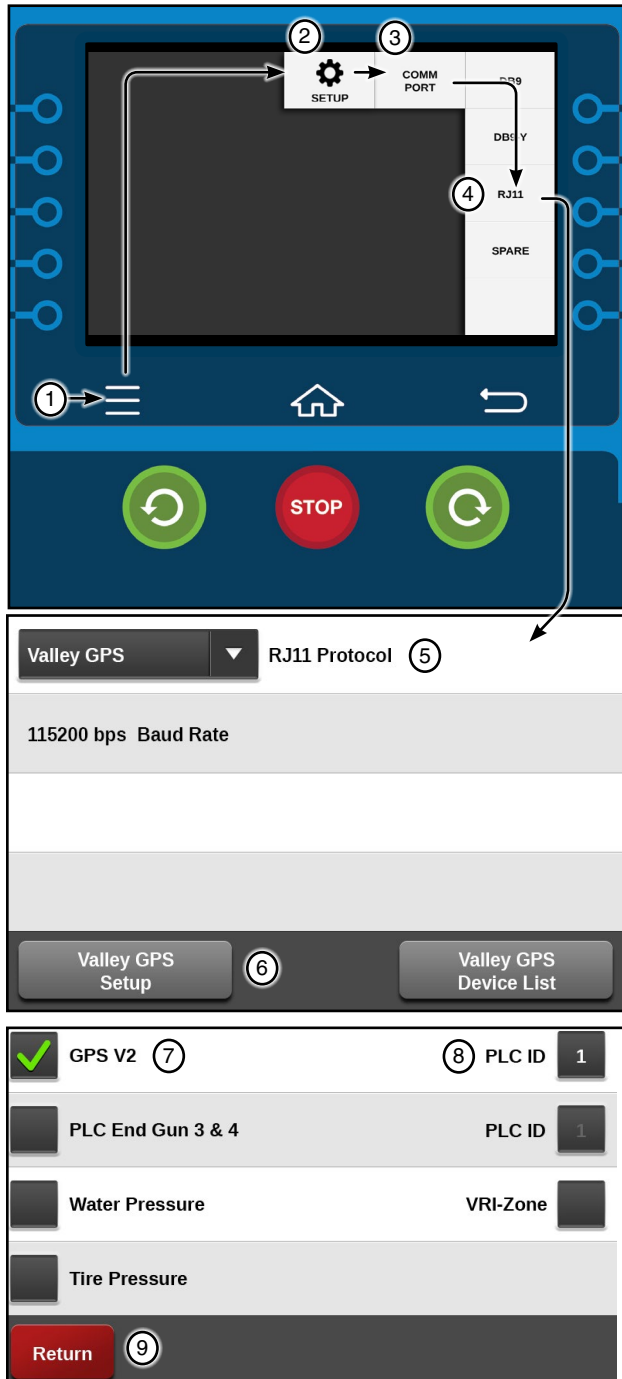 2
3
SETUP
COMM
PORT
DB9
DB9-Y
4
RJ11
SPARE
1
STOP
Valley GPS
RJ11 Protocol
5
115200 bps Baud Rate
Valley GPS
Setup
6
Valley GPS
Device List
GPS V2
7
8
PLC ID
1
PLC End Gun 3 & 4
PLC ID
1
Water Pressure
VRI-Zone
Tire Pressure
Return
9